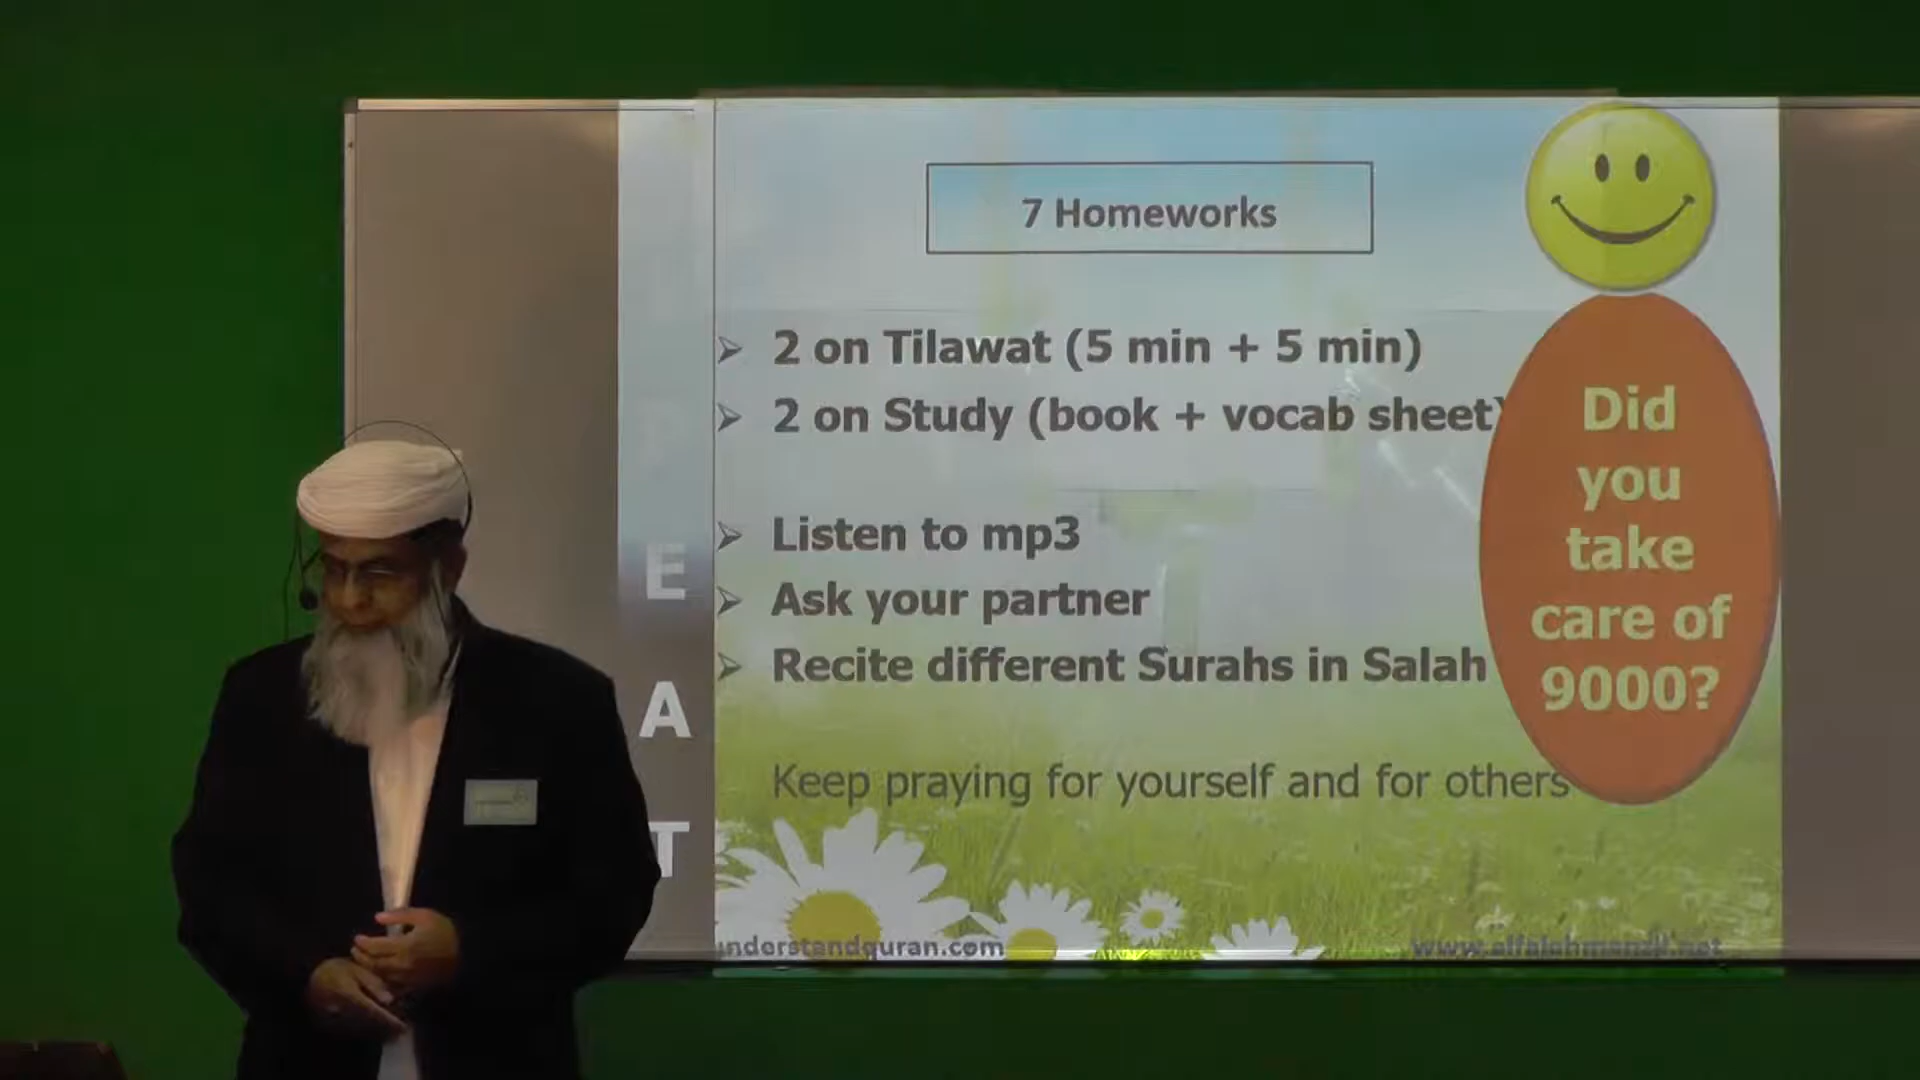 7 Homeworks
2 on Tilawat (5 min + 5 min)
2 on Study (book + vocab sheet)
Listen to mp3
Ask your partner
Recite different Surahs in Salah
Keep praying for yourself and for others
Did
you
take
care of
9000?
E
A
T
understandquran.com